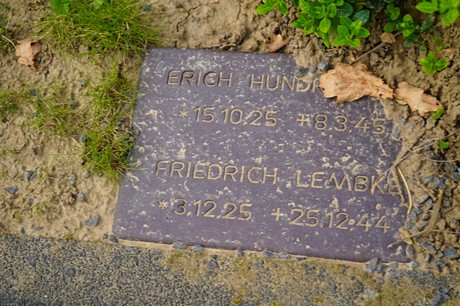 ERICH
*15.10.25 +8.3.45
FRIEDRICH LEMBKE
*3.12.25 +25.12.44